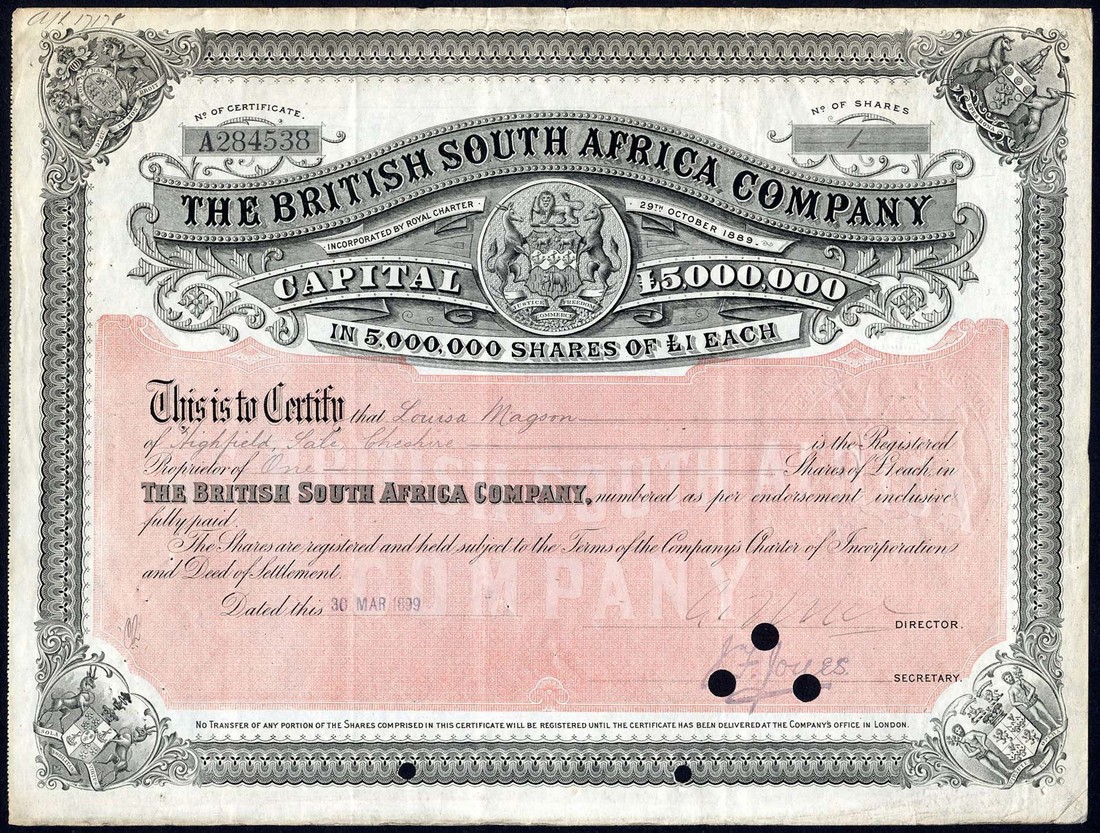 Nº OF CERTIFICATE.
A284538
Nº OF SHARES
1
THE BRITISH SOUTH AFRICA COMPANY
INCORPORATED BY ROYAL CHARTER
29TH OCTOBER 1889.
CAPITAL £5,000,000
JUSTICE FREEDOM
COMMERCE
IN 5,000,000 SHARES OF £1 EACH
This is to Certify that Louisa Magson
of Highfield, Sale, Cheshire is the Registered
Proprietor of One Shares of £1 each, in
THE BRITISH SOUTH AFRICA COMPANY, numbered as per endorsement inclusive
fully paid.
The Shares are registered and held subject to the Terms of the Company's Charter of Incorporation
and Deed of Settlement.
BRITISH SOUTH AFRICA
COMPANY
Dated this 30 MAR 1899
DIRECTOR.
J. F. Jones.
SECRETARY.
NO TRANSFER OF ANY PORTION OF THE SHARES COMPRISED IN THIS CERTIFICATE WILL BE REGISTERED UNTIL THE CERTIFICATE HAS BEEN DELIVERED AT THE COMPANY'S OFFICE IN LONDON.